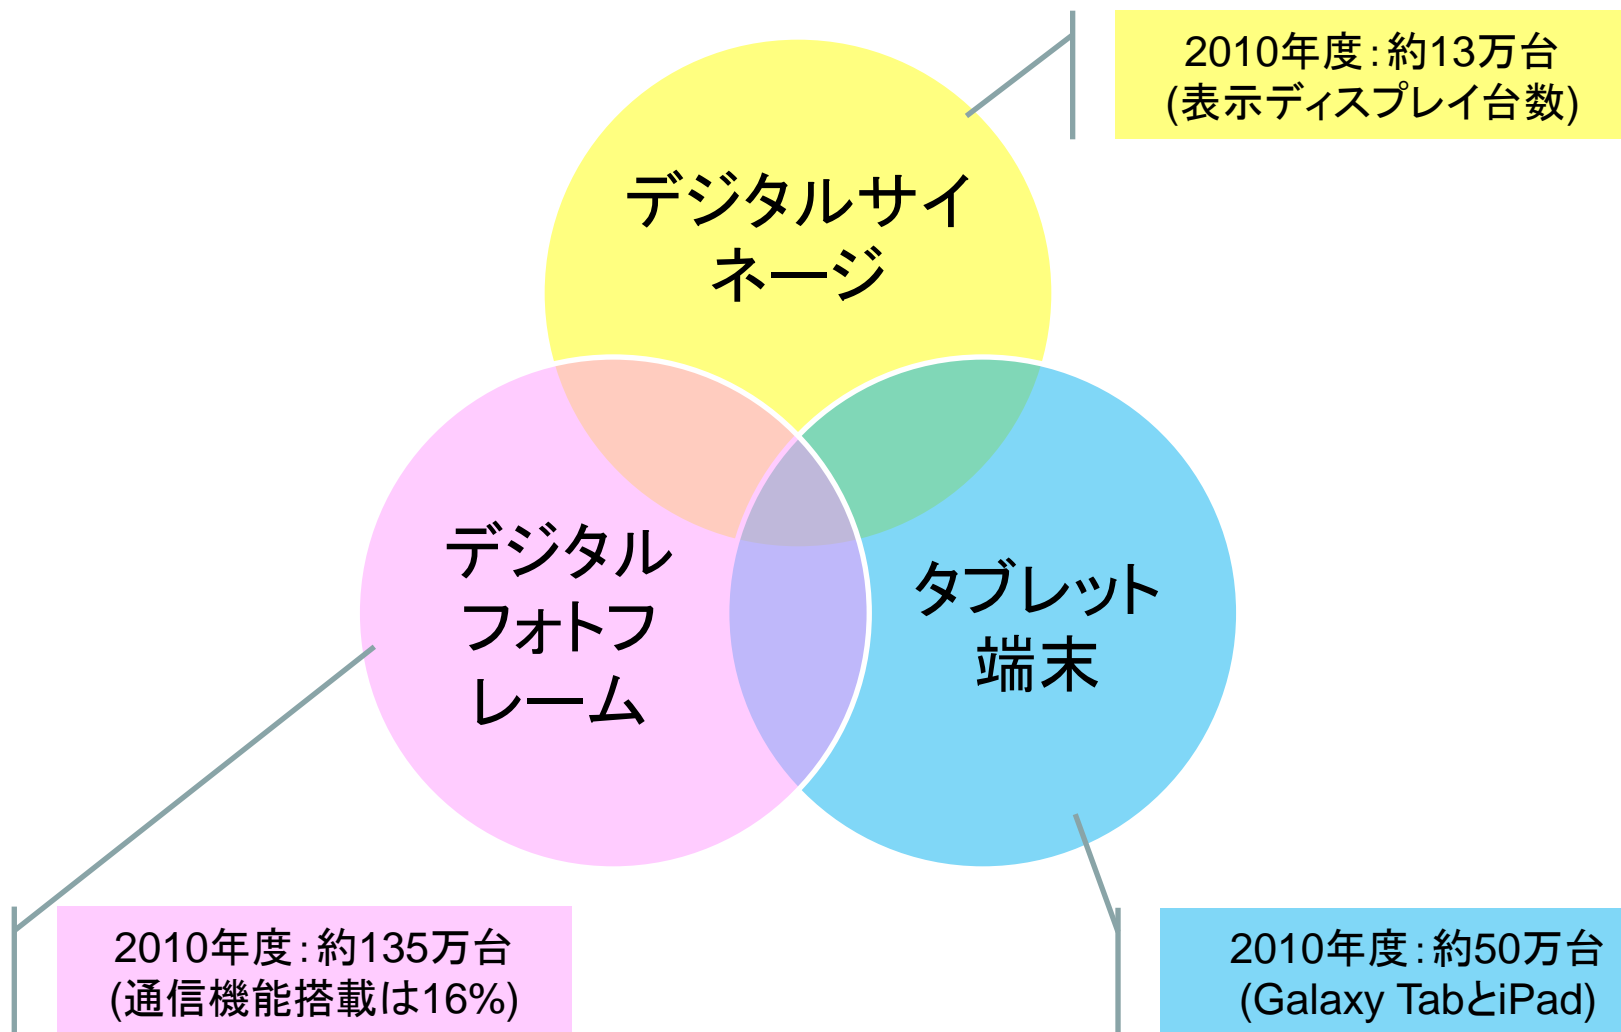 2010年度：約13万台
(表示ディスプレイ台数)
デジタルサイ
ネージ
デジタル
フォトフ
レーム
タブレット
端末
2010年度：約135万台
(通信機能搭載は16%)
2010年度：約50万台
(Galaxy TabとiPad)